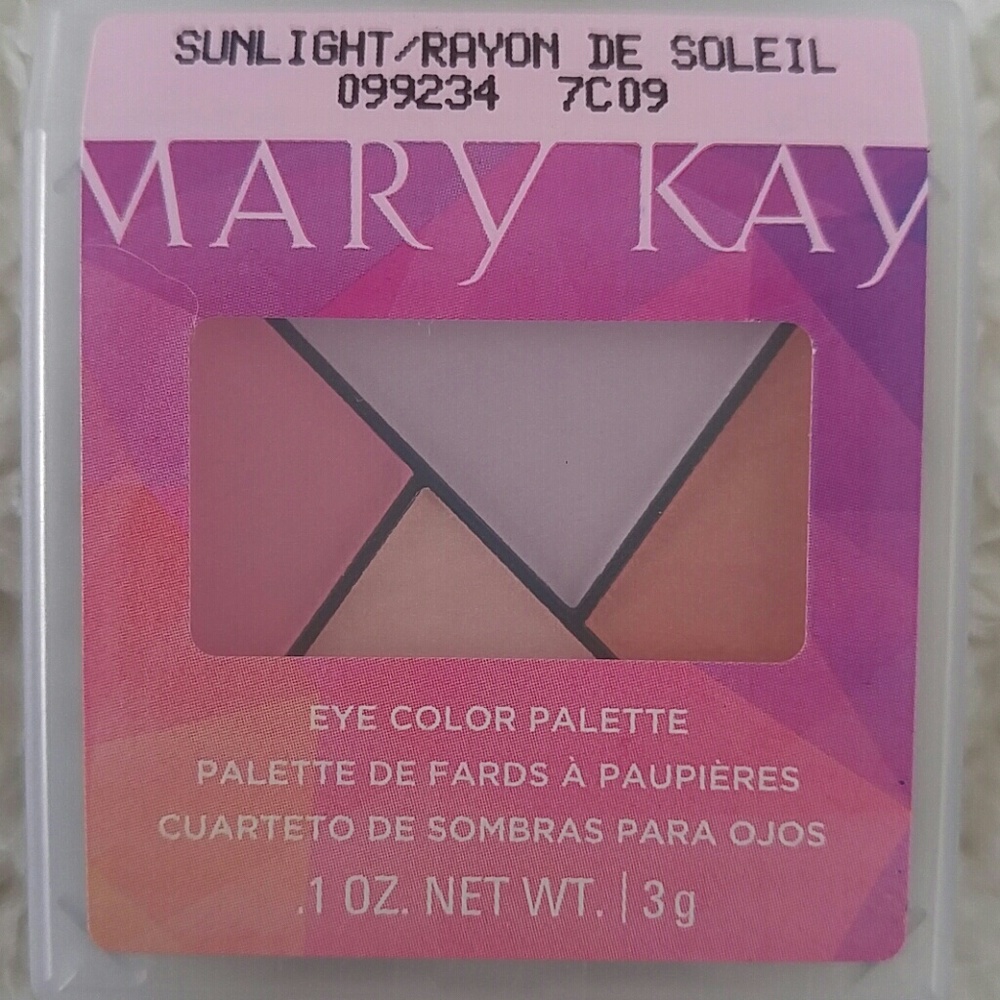 SUNLIGHT/RAYON DE SOLEIL
099234 7C09
MARY KAY
EYE COLOR PALETTE
PALETTE DE FARDS À PAUPIÈRES
CUARTETO DE SOMBRAS PARA OJOS
.1 OZ. NET WT. | 3 g